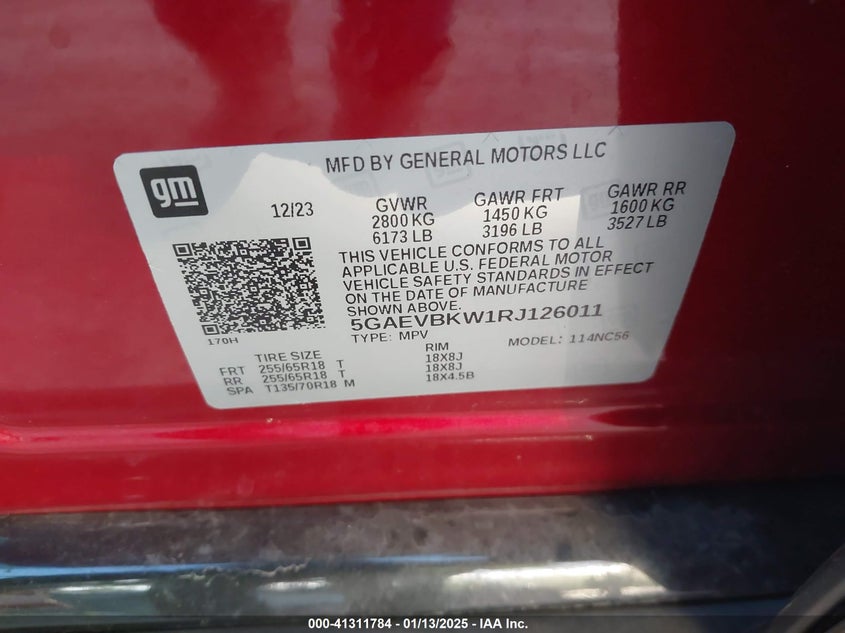 MFD BY GENERAL MOTORS LLC
gm
12/23 GVWR GAWR FRT GAWR RR
2800 KG 1450 KG 1600 KG
6173 LB 3196 LB 3527 LB
THIS VEHICLE CONFORMS TO ALL
APPLICABLE U.S. FEDERAL MOTOR
VEHICLE SAFETY STANDARDS IN EFFECT
ON THE DATE OF MANUFACTURE
SHOWN ABOVE.
5GAEVBKW1RJ126011
170H
TYPE: MPV MODEL: 114NC56
TIRE SIZE RIM
FRT 255/65R18 T 18X8J
RR 255/65R18 T 18X8J
SPA T135/70R18 M 18X4.5B
000-41311784 — 01/13/2025 — IAA Inc.